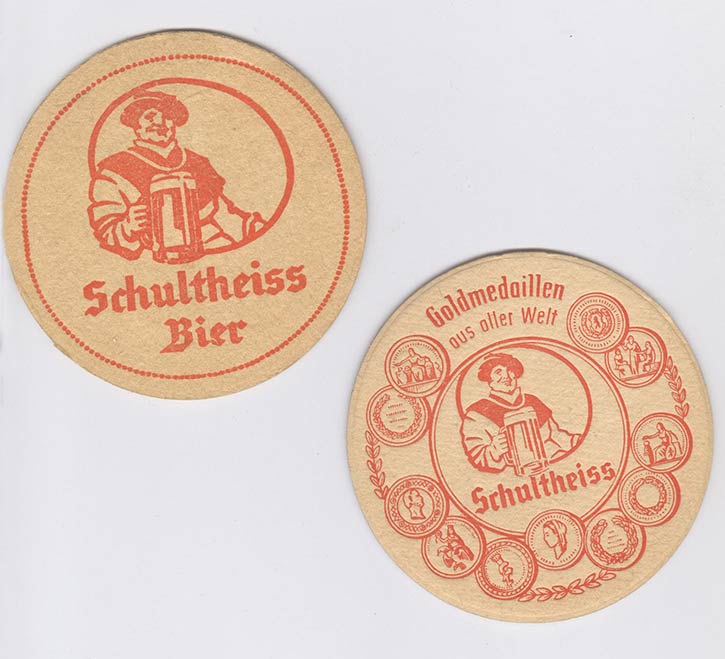 Schultheiss
Bier
Goldmedaillen
aus aller Welt
Schultheiss